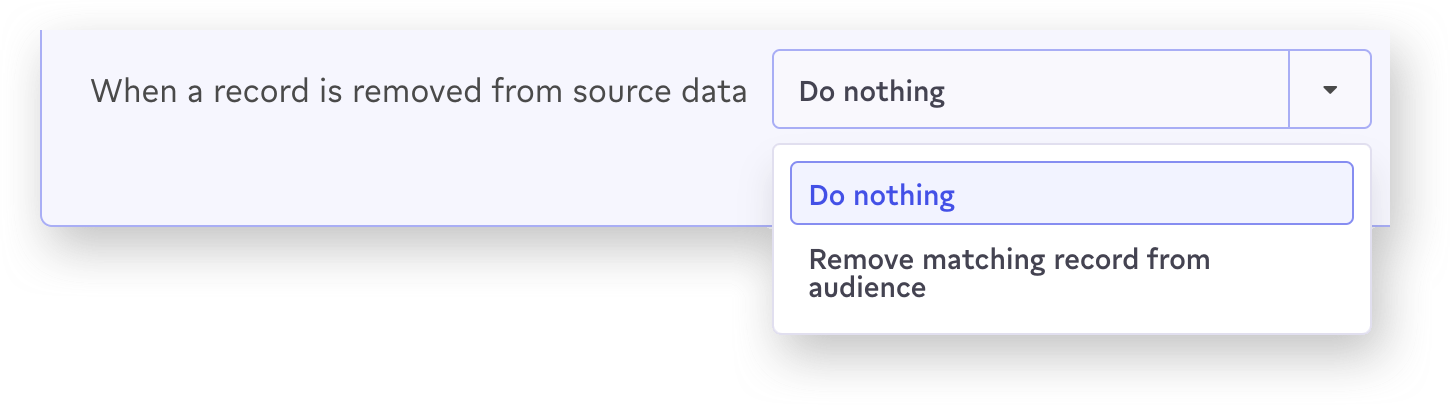 When a record is removed from source data
Do nothing
Do nothing
Remove matching record from
audience